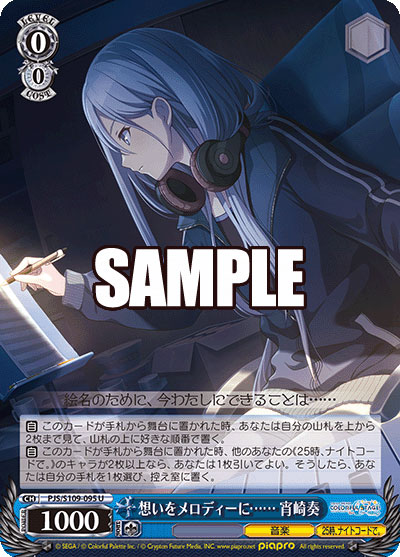 LEVEL
0
0
COST
SAMPLE
絵名のために、今わたしにできることは……
このカードが手札から舞台に置かれた時、あなたは自分の山札を上から
2枚まで見て、山札の上に好きな順番で置く。
このカードが手札から舞台に置かれた時、他のあなたの《25時、ナイトコー
ドで。》のキャラが2枚以上なら、あなたは1枚引いてよい。そうしたら、あなた
は自分の手札を1枚選び、控え室に置く。
PJS/S109-095 U
1000
想いをメロディーに…… 宵崎奏
COLORFUL STAGE!
音楽
25時、ナイトコードで。
© SEGA / © Colorful Palette Inc. / © Crypton Future Media, INC. www.piapro.net piapro All rights reserved.